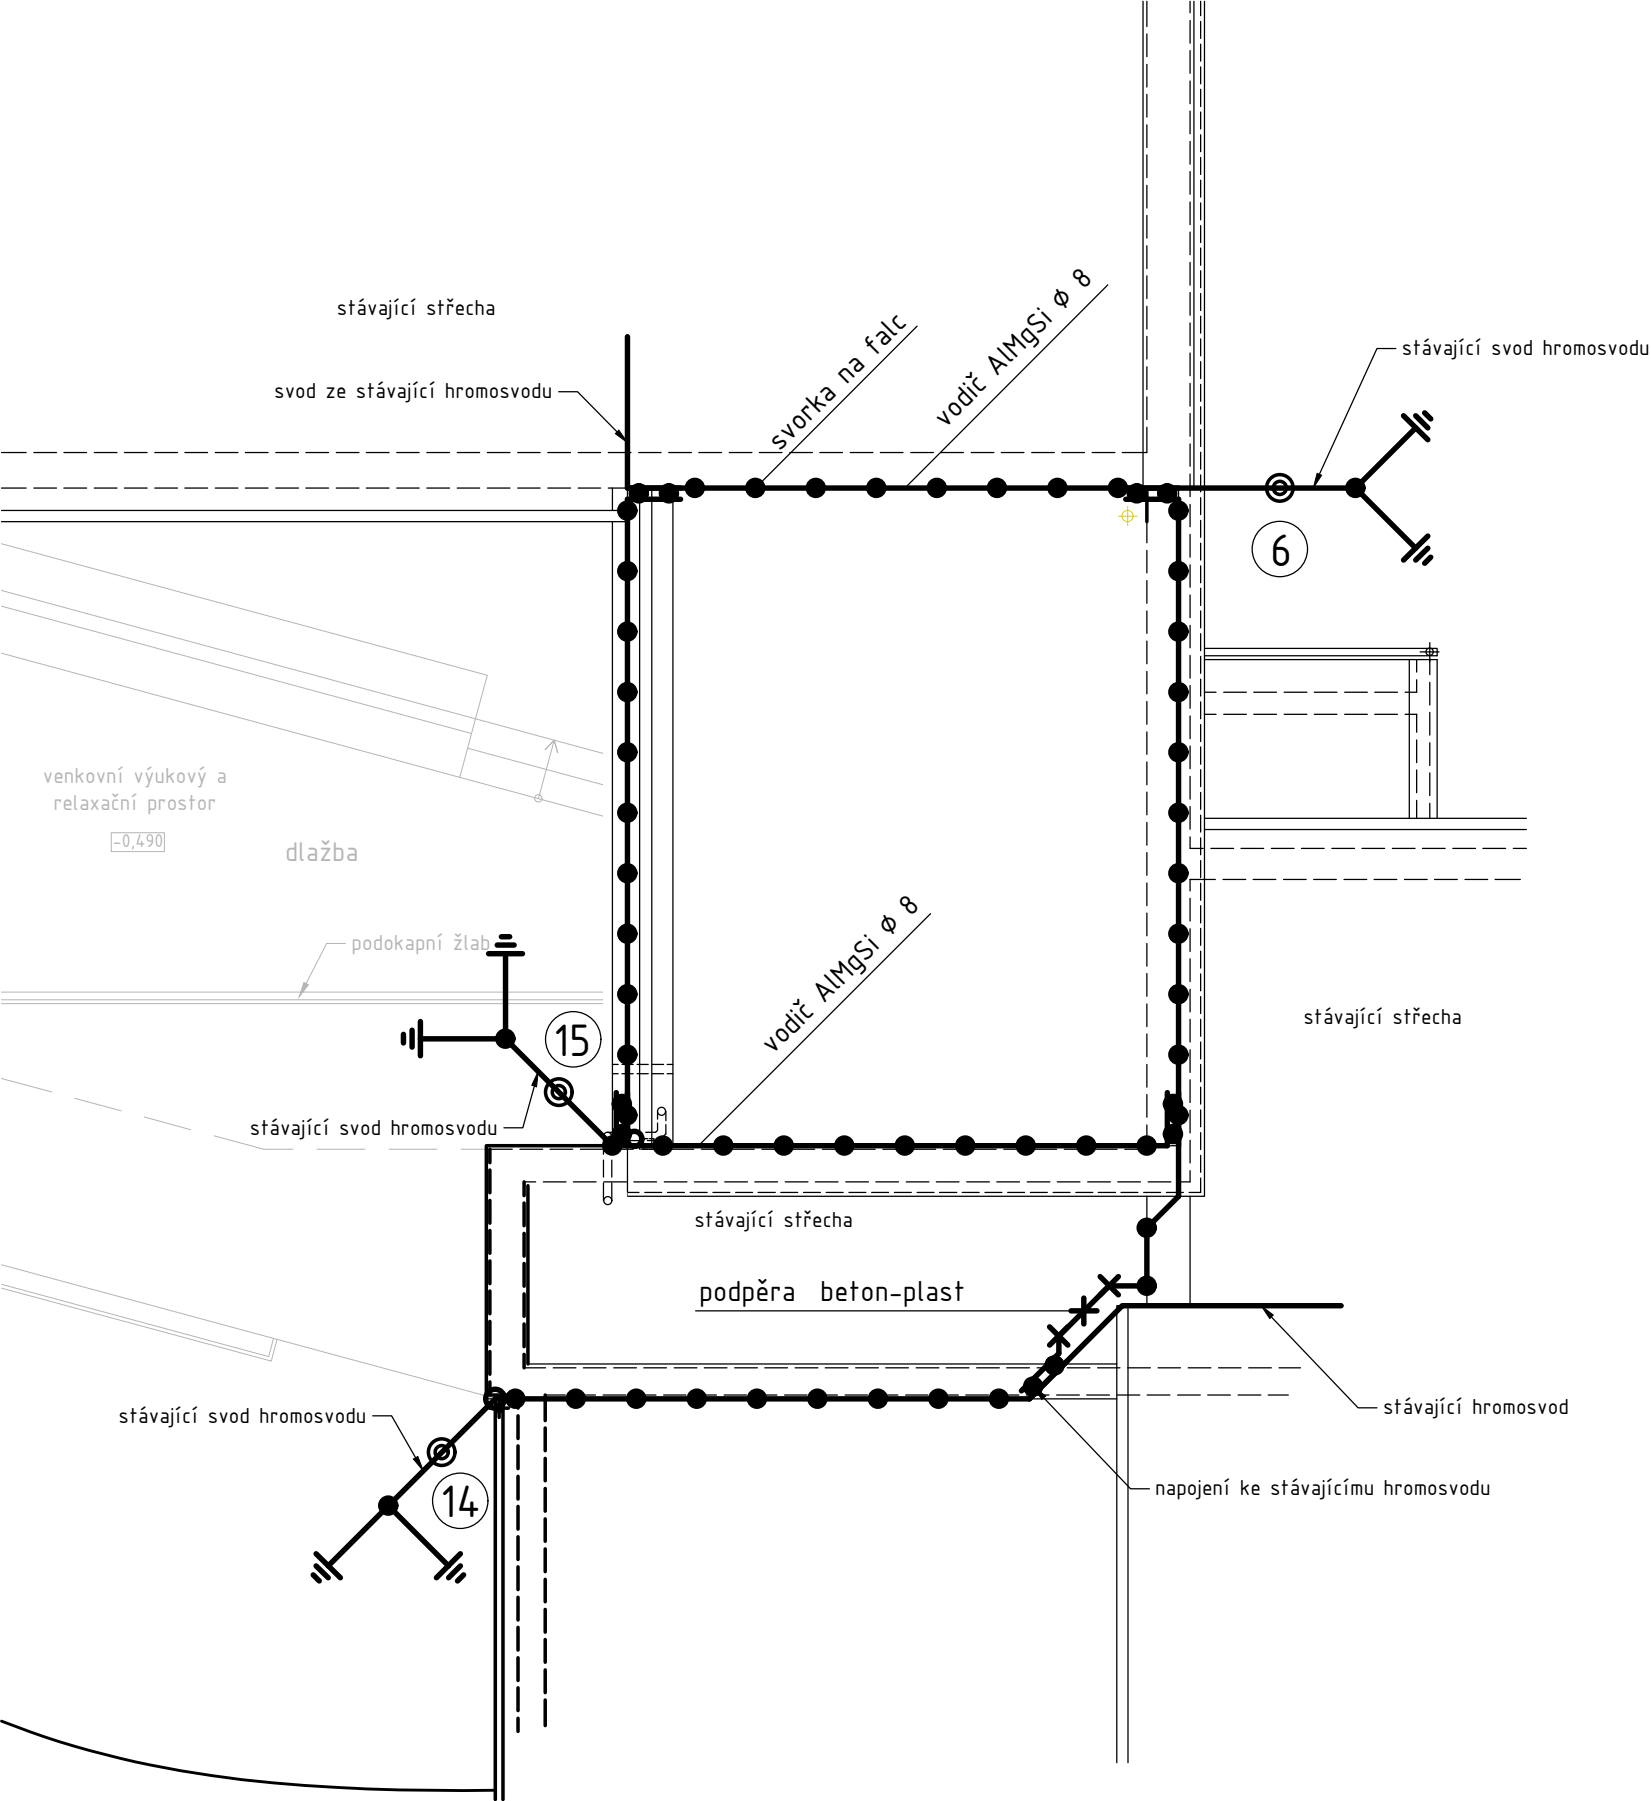 vodič AlMgSi ϕ 8
stávající střecha
svorka na falc
stávající svod hromosvodu
svod ze stávající hromosvodu
6
venkovní výukový a
relaxační prostor
-0,490
dlažba
vodič AlMgSi ϕ 8
podokapní žlab
stávající střecha
15
stávající svod hromosvodu
stávající střecha
podpěra beton-plast
stávající svod hromosvodu
stávající hromosvod
14
napojení ke stávajícímu hromosvodu